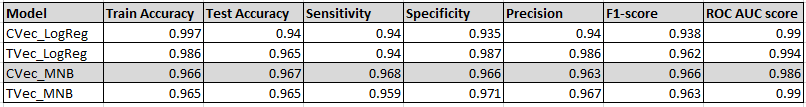 Model Train Accuracy Test Accuracy Sensitivity Specificity Precision F1-score ROC AUC score
CVec_LogReg 0.997 0.94 0.94 0.935 0.94 0.938 0.99
TVec_LogReg 0.986 0.965 0.94 0.987 0.986 0.962 0.994
CVec_MNB 0.966 0.967 0.968 0.966 0.963 0.966 0.986
TVec_MNB 0.965 0.965 0.959 0.971 0.967 0.963 0.99